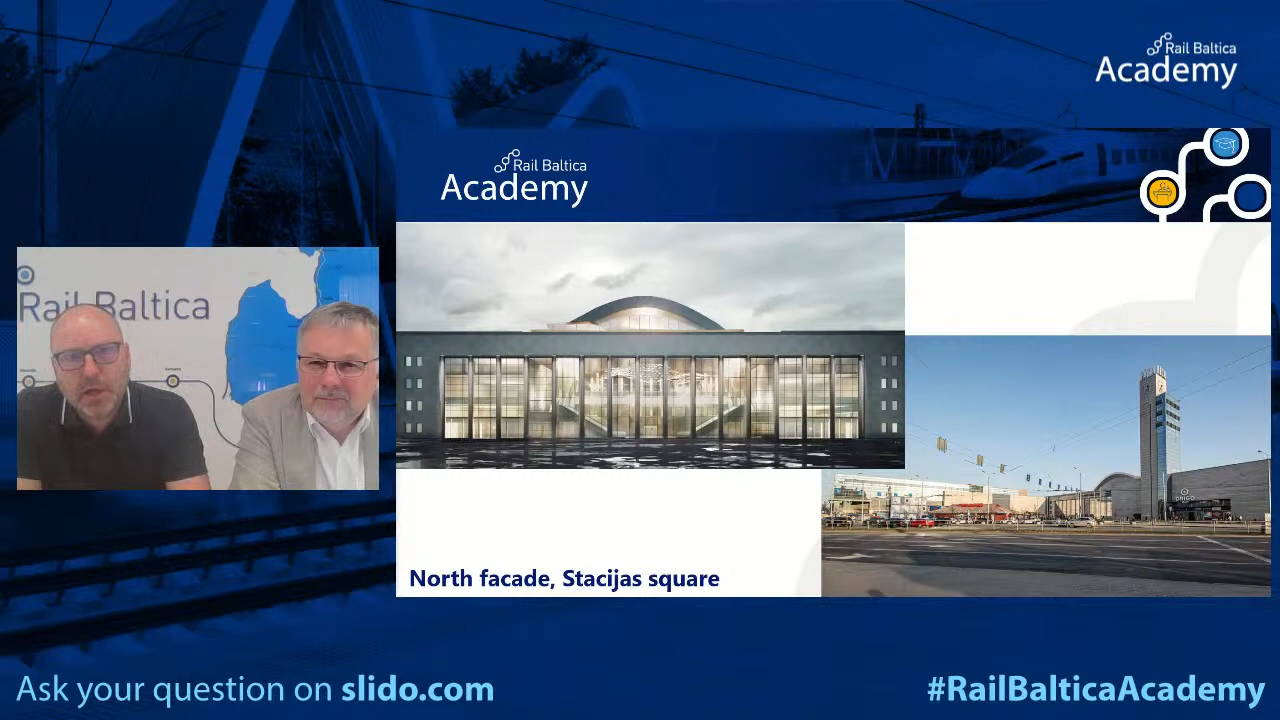 Rail Baltica
Academy
Rail Baltica
Academy
Rail Baltica
ORIGO
North facade, Stacijas square
Ask your question on slido.com
#RailBalticaAcademy